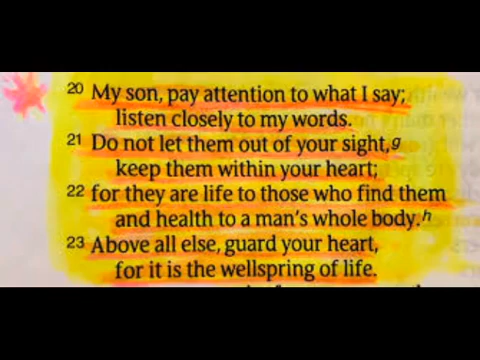 20 My son, pay attention to what I say;
listen closely to my words.
21 Do not let them out of your sight,g
keep them within your heart;
22 for they are life to those who find them
and health to a man's whole body.h
23 Above all else, guard your heart,
for it is the wellspring of life.